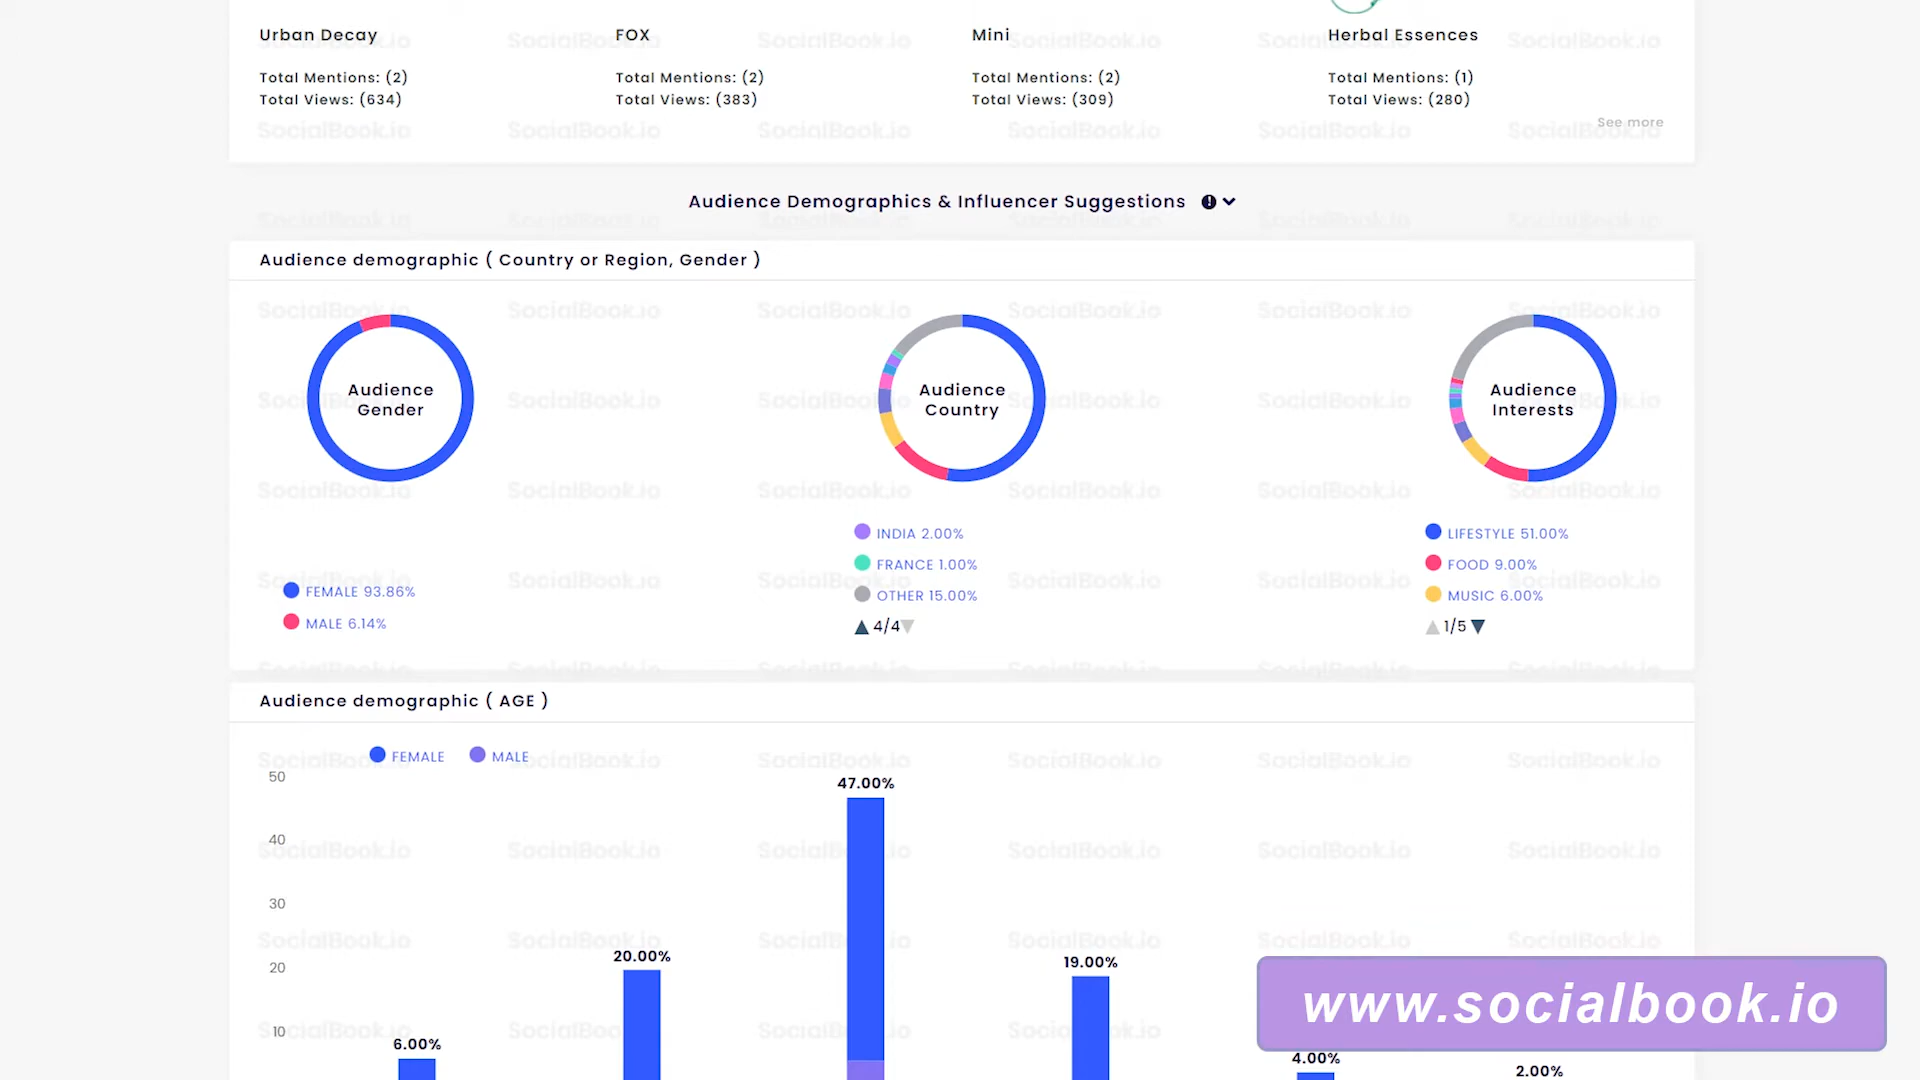 Urban Decay FOX Mini Herbal Essences
Total Mentions: (2) Total Mentions: (2) Total Mentions: (2) Total Mentions: (1)
Total Views: (634) Total Views: (383) Total Views: (309) Total Views: (280)
See more
Audience Demographics & Influencer Suggestions
Audience demographic ( Country or Region, Gender )
Audience
Gender
FEMALE 93.86%
MALE 6.14%
Audience
Country
INDIA 2.00%
FRANCE 1.00%
OTHER 15.00%
4/4
Audience
Interests
LIFESTYLE 51.00%
FOOD 9.00%
MUSIC 6.00%
1/5
Audience demographic ( AGE )
FEMALE MALE
50
40
30
20
10
6.00%
20.00%
47.00%
19.00%
4.00%
2.00%
www.socialbook.io
SocialBook.io